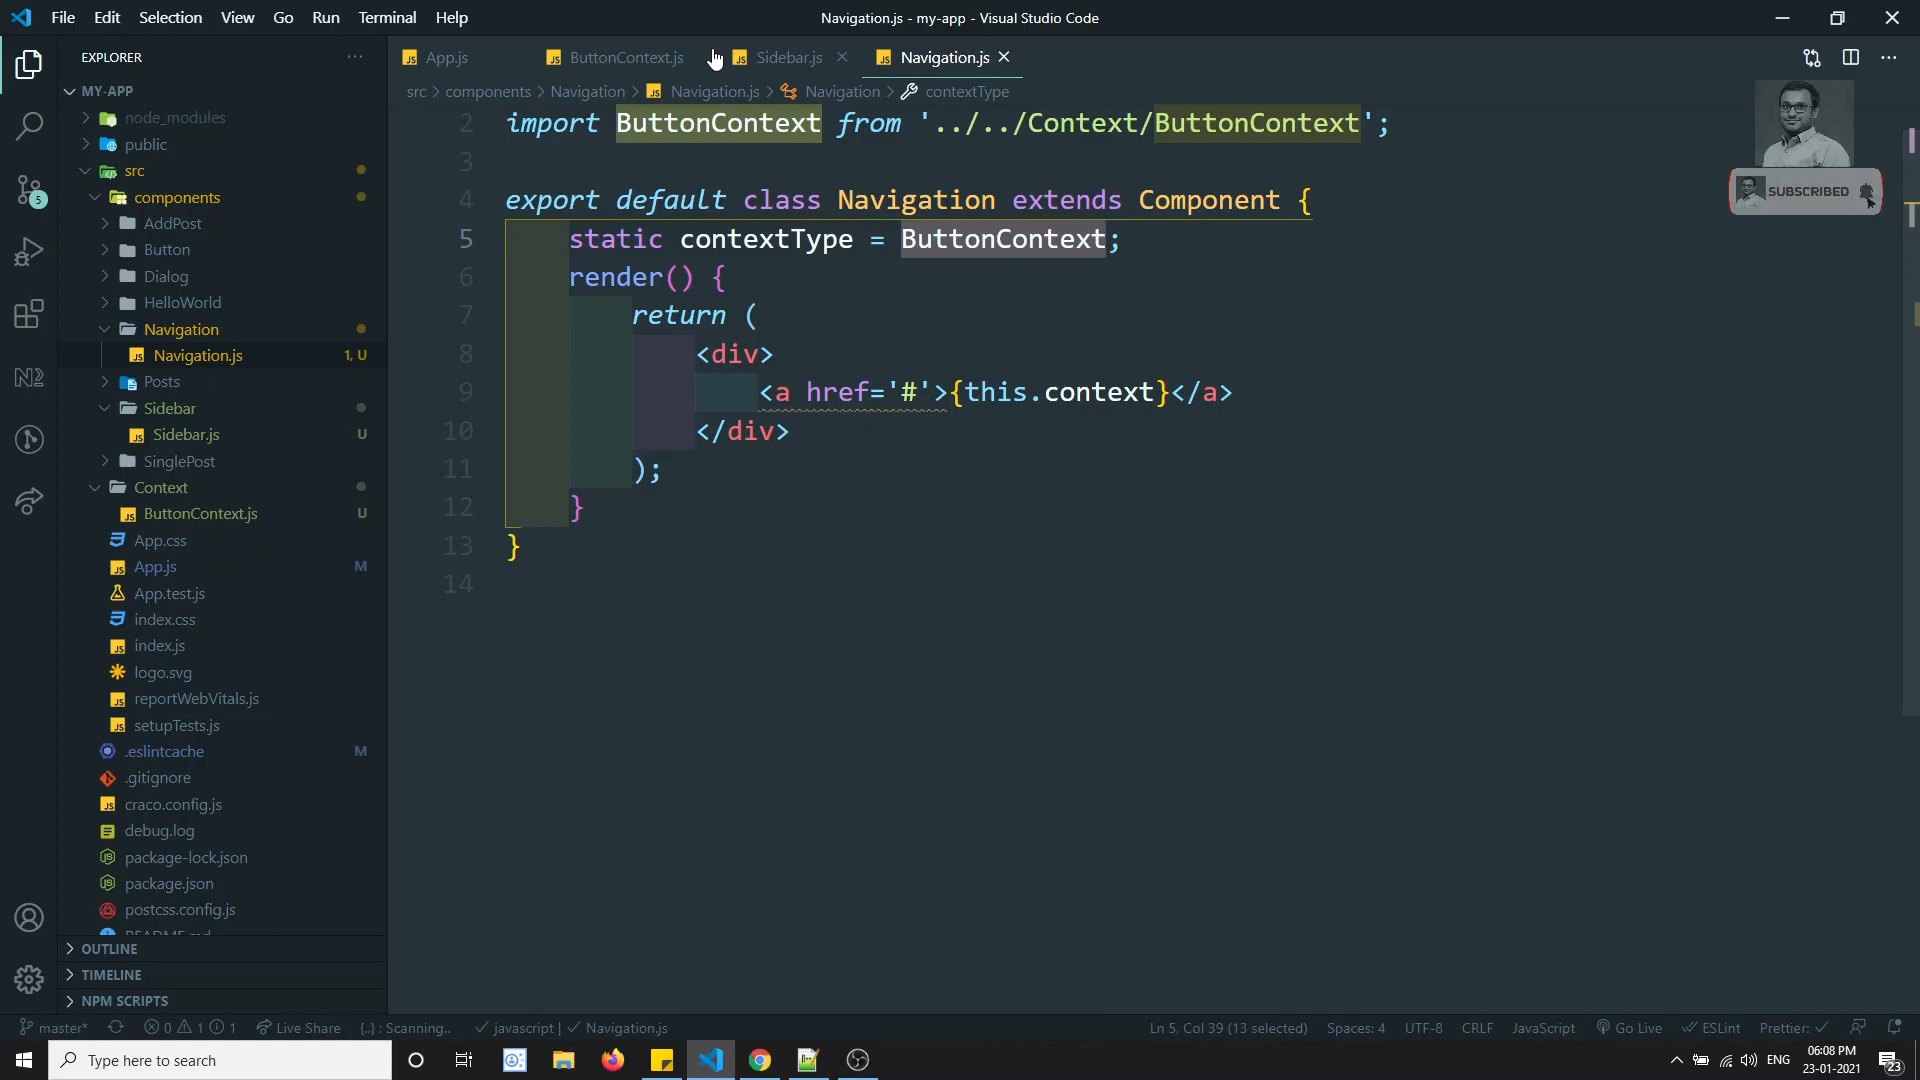 File Edit Selection View Go Run Terminal Help
Navigation.js - my-app - Visual Studio Code
EXPLORER
App.js
ButtonContext.js
Sidebar.js
Navigation.js
MY-APP
src > components > Navigation > Navigation.js > Navigation > contextType
node_modules
public
src
components
AddPost
Button
Dialog
HelloWorld
Navigation
Navigation.js 1, U
Posts
Sidebar
Sidebar.js U
SinglePost
Context
ButtonContext.js U
App.css
App.js M
App.test.js
index.css
index.js
logo.svg
reportWebVitals.js
setupTests.js
.eslintcache M
.gitignore
craco.config.js
debug.log
package-lock.json
package.json
postcss.config.js
OUTLINE
TIMELINE
NPM SCRIPTS
5
2 import ButtonContext from '../../Context/ButtonContext';
3
4 export default class Navigation extends Component {
5 static contextType = ButtonContext;
6 render() {
7 return (
8 <div>
9 <a href='#'>{this.context}</a>
10 </div>
11 );
12 }
13 }
14
SUBSCRIBED
master* 0 1 1 Live Share {..} : Scanning.. javascript | Navigation.js
Ln 5, Col 39 (13 selected) Spaces: 4 UTF-8 CRLF JavaScript Go Live ESLint Prettier:
Type here to search
ENG
06:08 PM
23-01-2021
23